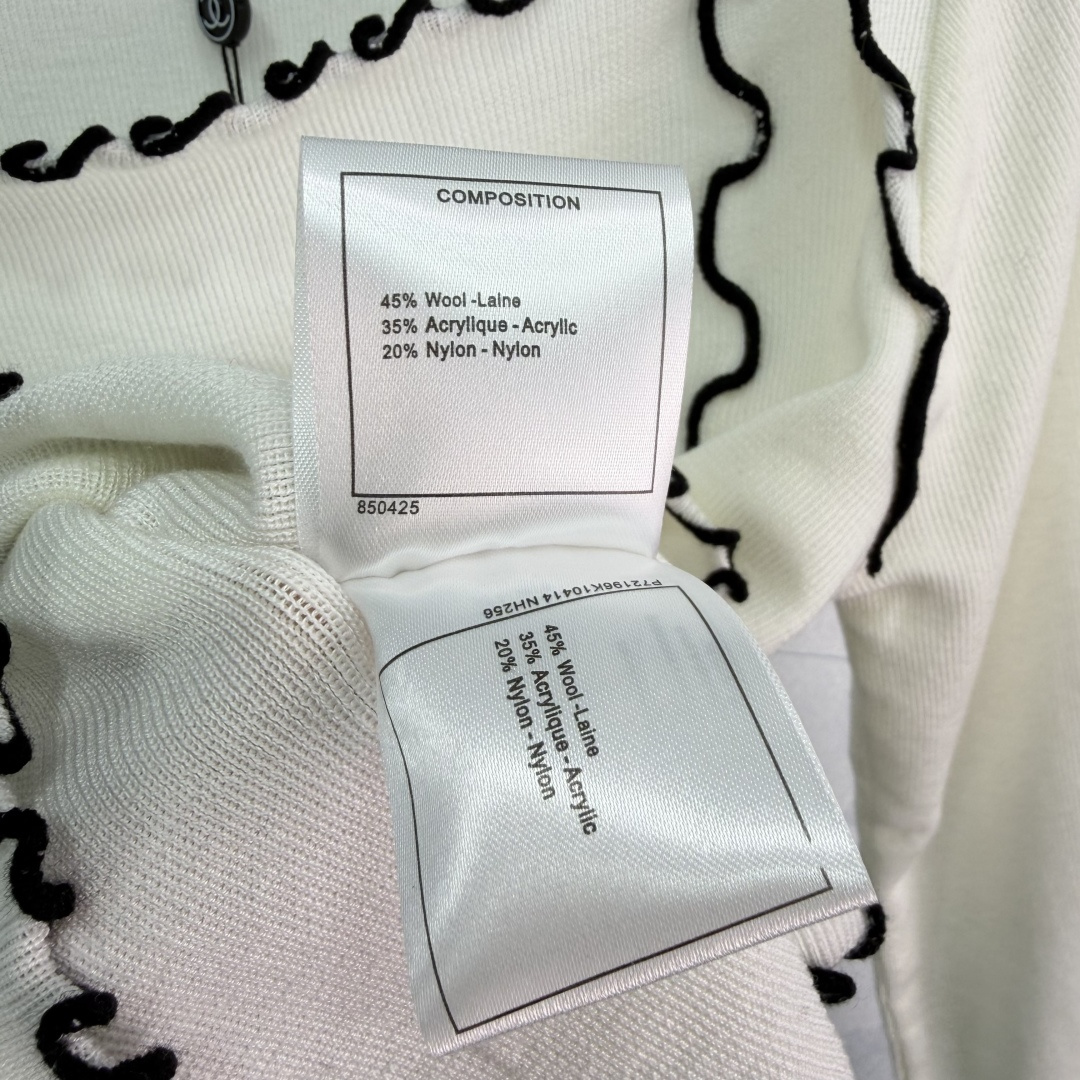 COMPOSITION
45% Wool -Laine
35% Acrylique - Acrylic
20% Nylon - Nylon
850425
P72196K10414 NH256
45% Wool -Laine
35% Acrylique - Acrylic
20% Nylon - Nylon